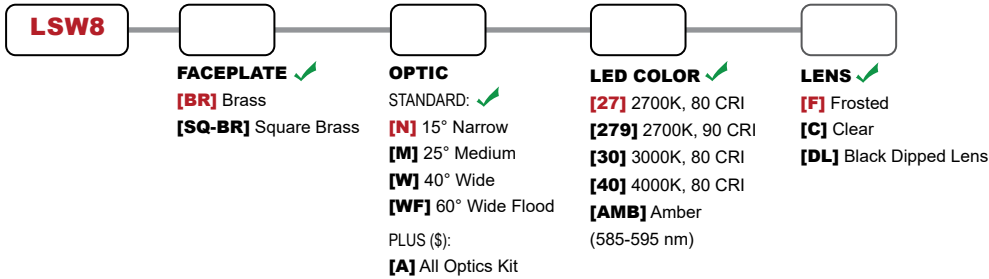 LSW8
FACEPLATE
[BR] Brass
[SQ-BR] Square Brass
OPTIC
STANDARD:
[N] 15° Narrow
[M] 25° Medium
[W] 40° Wide
[WF] 60° Wide Flood
PLUS ($):
[A] All Optics Kit
LED COLOR
[27] 2700K, 80 CRI
[279] 2700K, 90 CRI
[30] 3000K, 80 CRI
[40] 4000K, 80 CRI
[AMB] Amber
(585-595 nm)
LENS
[F] Frosted
[C] Clear
[DL] Black Dipped Lens